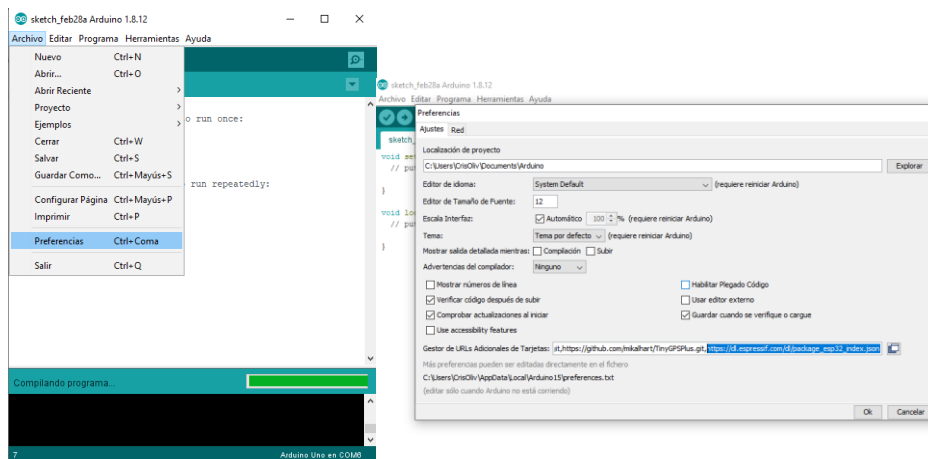 sketch_feb28a Arduino 1.8.12
Archivo Editar Programa Herramientas Ayuda
Nuevo Ctrl+N
Abrir... Ctrl+O
Abrir Reciente
Proyecto
Ejemplos
Cerrar Ctrl+W
Salvar Ctrl+S
Guardar Como... Ctrl+Mayús+S
Configurar Página Ctrl+Mayús+P
Imprimir Ctrl+P
Preferencias Ctrl+Coma
Salir Ctrl+Q
o run once:
run repeatedly:
Compilando programa...
7 Arduino Uno en COM6
sketch_feb28a Arduino 1.8.12
Archivo Editar Programa Herramientas Ayuda
sketch_
void se
// pu
}
void lo
// pu
}
Preferencias
Ajustes Red
Localización de proyecto
C:\Users\CrisOliv\Documents\Arduino Explorar
Editor de idioma: System Default (requiere reiniciar Arduino)
Editor de Tamaño de Fuente: 12
Escala Interfaz: Automático 100 % (requiere reiniciar Arduino)
Tema: Tema por defecto (requiere reiniciar Arduino)
Mostrar salida detallada mientras: Compilación Subir
Advertencias del compilador: Ninguno
Mostrar números de línea Habilitar Plegado Código
Verificar código después de subir Usar editor externo
Comprobar actualizaciones al iniciar Guardar cuando se verifique o cargue
Use accessibility features
Gestor de URLs Adicionales de Tarjetas: it,https://github.com/mikalhart/TinyGPSPlus.git,https://dl.espressif.com/dl/package_esp32_index.json
Más preferencias pueden ser editadas directamente en el fichero
C:\Users\CrisOliv\AppData\Local\Arduino15\preferences.txt
(editar sólo cuando Arduino no está corriendo)
Ok Cancelar